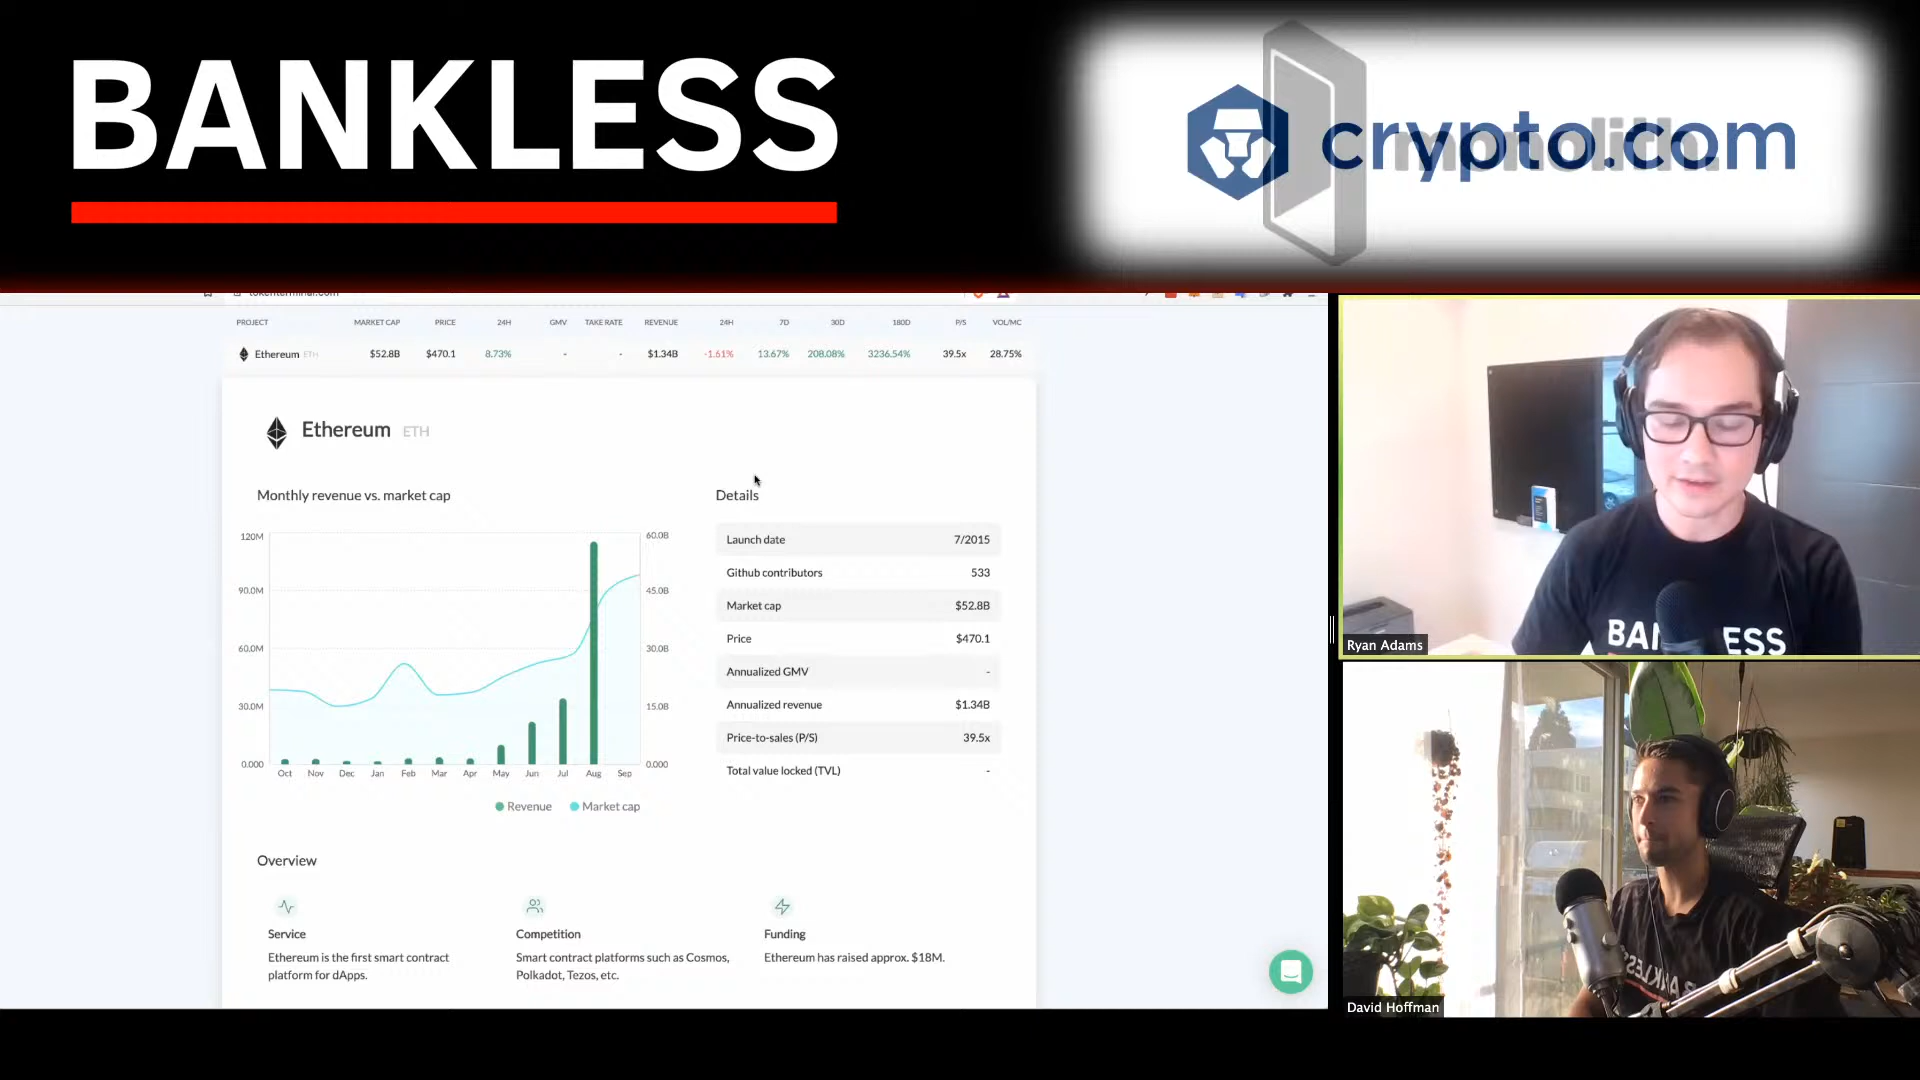 BANKLESS
crypto.com
monolith.
tokenterminal.com
PROJECT MARKET CAP PRICE 24H GMV TAKE RATE REVENUE 24H 7D 30D 180D P/S VOL/MC
Ethereum ETH $52.8B $470.1 8.73% - - $1.34B -1.61% 13.67% 208.08% 3236.54% 39.5x 28.75%
Ethereum ETH
Monthly revenue vs. market cap
120M 60.0B
90.0M 45.0B
60.0M 30.0B
30.0M 15.0B
0.000 0.000
Oct Nov Dec Jan Feb Mar Apr May Jun Jul Aug Sep
Revenue Market cap
Details
Launch date 7/2015
Github contributors 533
Market cap $52.8B
Price $470.1
Annualized GMV -
Annualized revenue $1.34B
Price-to-sales (P/S) 39.5x
Total value locked (TVL) -
Overview
Service
Ethereum is the first smart contract
platform for dApps.
Competition
Smart contract platforms such as Cosmos,
Polkadot, Tezos, etc.
Funding
Ethereum has raised approx. $18M.
Ryan Adams
David Hoffman